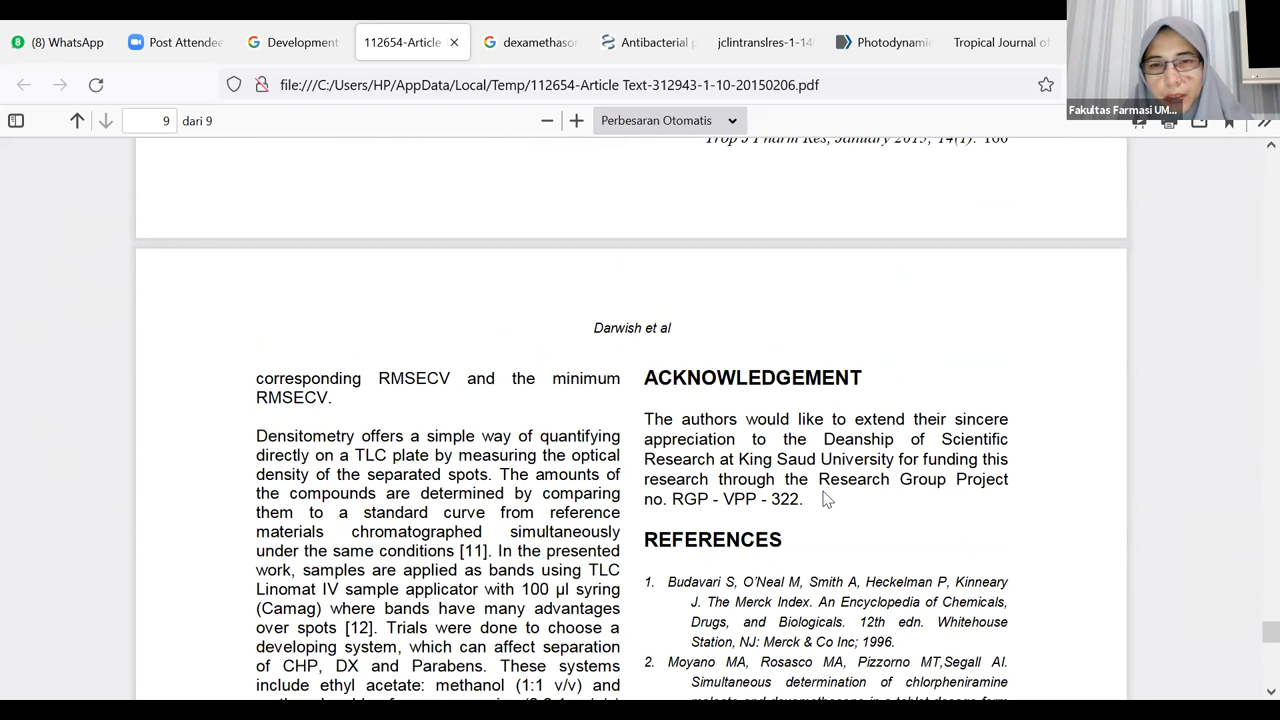 (8) WhatsApp
Post Attende
Development
112654-Article
dexamethaso
Antibacterial p
jclintranslres-1-14
Photodynami
Tropical Journal of
file:///C:/Users/HP/AppData/Local/Temp/112654-Article Text-312943-1-10-20150206.pdf
Fakultas Farmasi UM...
9 dari 9
Perbesaran Otomatis
Trop J Pharm Res, January 2015; 14(1): 160
Darwish et al
corresponding RMSECV and the minimum
RMSECV.
Densitometry offers a simple way of quantifying
directly on a TLC plate by measuring the optical
density of the separated spots. The amounts of
the compounds are determined by comparing
them to a standard curve from reference
materials chromatographed simultaneously
under the same conditions [11]. In the presented
work, samples are applied as bands using TLC
Linomat IV sample applicator with 100 µl syring
(Camag) where bands have many advantages
over spots [12]. Trials were done to choose a
developing system, which can affect separation
of CHP, DX and Parabens. These systems
include ethyl acetate: methanol (1:1 v/v) and
ACKNOWLEDGEMENT
The authors would like to extend their sincere
appreciation to the Deanship of Scientific
Research at King Saud University for funding this
research through the Research Group Project
no. RGP - VPP - 322.
REFERENCES
1. Budavari S, O'Neal M, Smith A, Heckelman P, Kinneary
J. The Merck Index. An Encyclopedia of Chemicals,
Drugs, and Biologicals. 12th edn. Whitehouse
Station, NJ: Merck & Co Inc; 1996.
2. Moyano MA, Rosasco MA, Pizzorno MT,Segall AI.
Simultaneous determination of chlorpheniramine